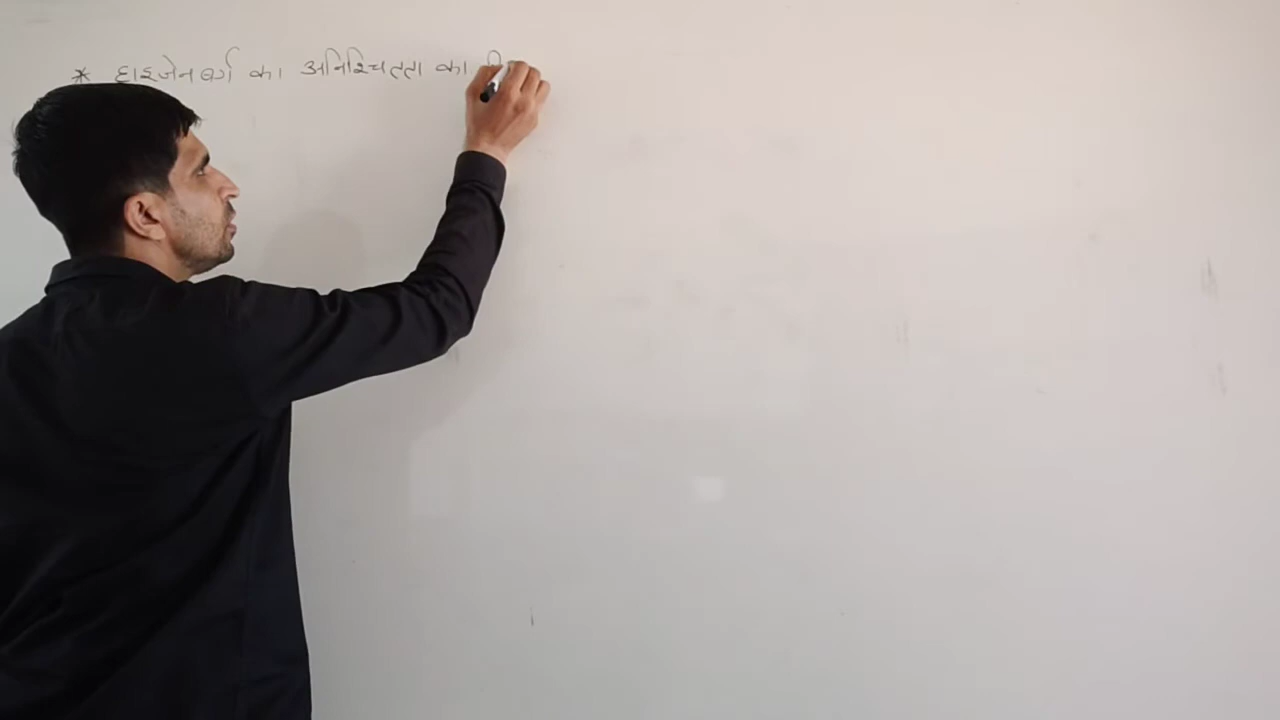 * हाइजेनबर्ग का अनिश्चितता का